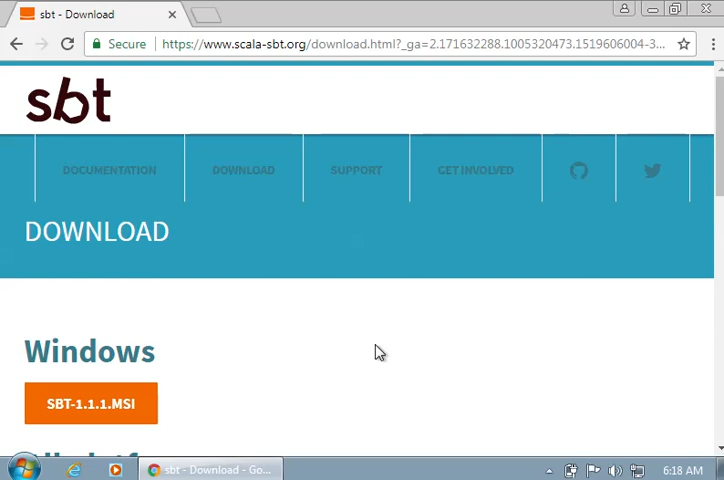 sbt - Download
Secure
https://www.scala-sbt.org/download.html?_ga=2.171632288.1005320473.1519606004-3...
sbt
DOCUMENTATION
DOWNLOAD
SUPPORT
GET INVOLVED
DOWNLOAD
Windows
SBT-1.1.1.MSI
sbt - Download - Go...
6:18 AM